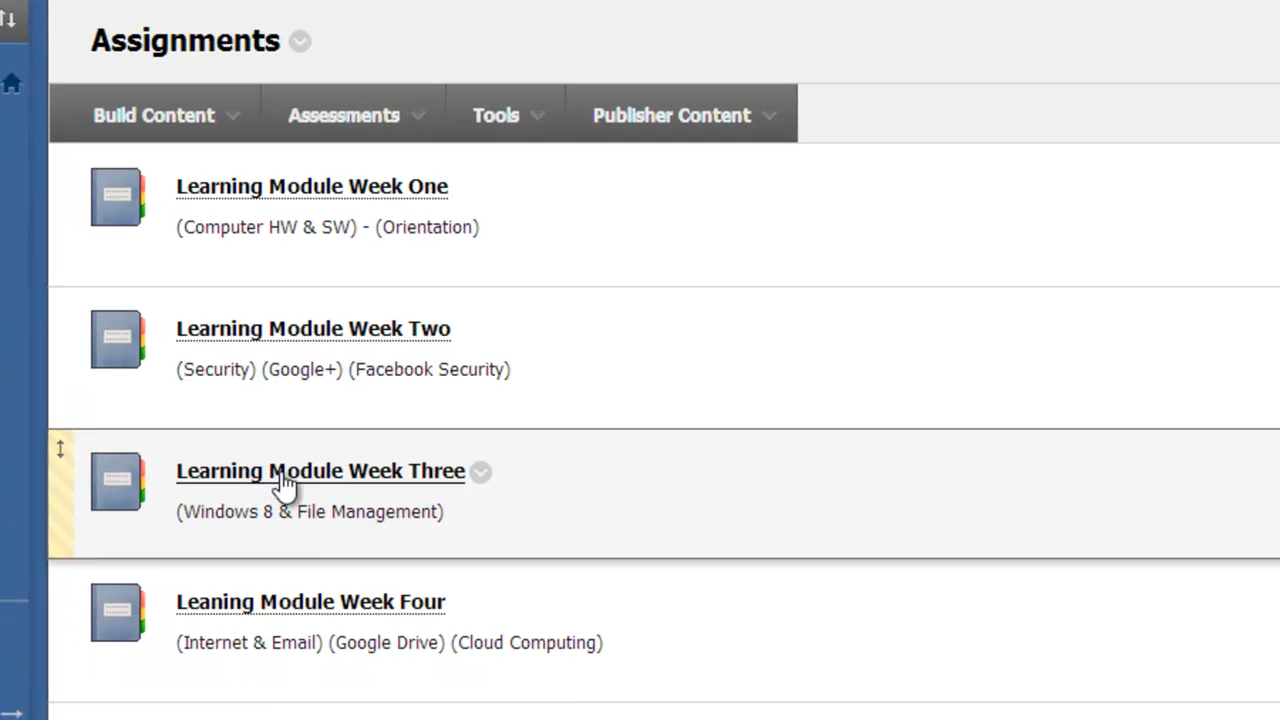 Assignments
Build Content Assessments Tools Publisher Content
Learning Module Week One
(Computer HW & SW) - (Orientation)
Learning Module Week Two
(Security) (Google+) (Facebook Security)
Learning Module Week Three
(Windows 8 & File Management)
Leaning Module Week Four
(Internet & Email) (Google Drive) (Cloud Computing)